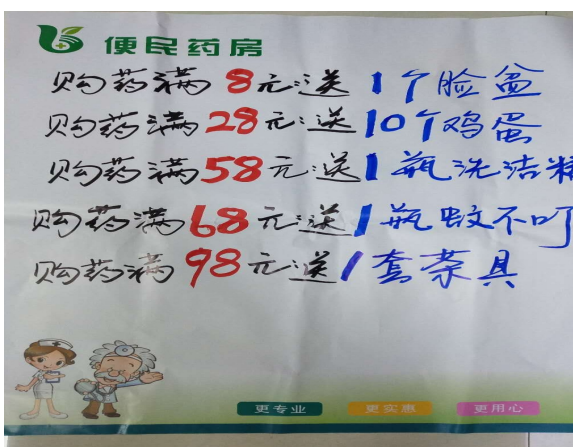 便民药房
购药满8元:送1个脸盆
购药满28元:送10个鸡蛋
购药满58元:送1瓶洗洁精
购药满68元:送1瓶蚊不叮
购药满98元:送1套茶具
更专业 更实惠 更用心